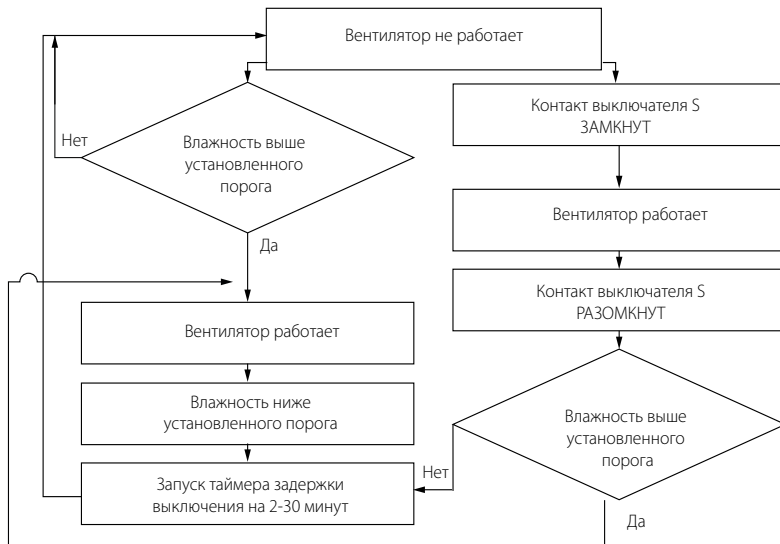 Вентилятор не работает
Контакт выключателя S
ЗАМКНУТ
Нет
Влажность выше
установленного
порога
Вентилятор работает
Да
Контакт выключателя S
РАЗОМКНУТ
Вентилятор работает
Влажность ниже
установленного порога
Влажность выше
установленного
порога
Нет
Запуск таймера задержки
выключения на 2-30 минут
Да